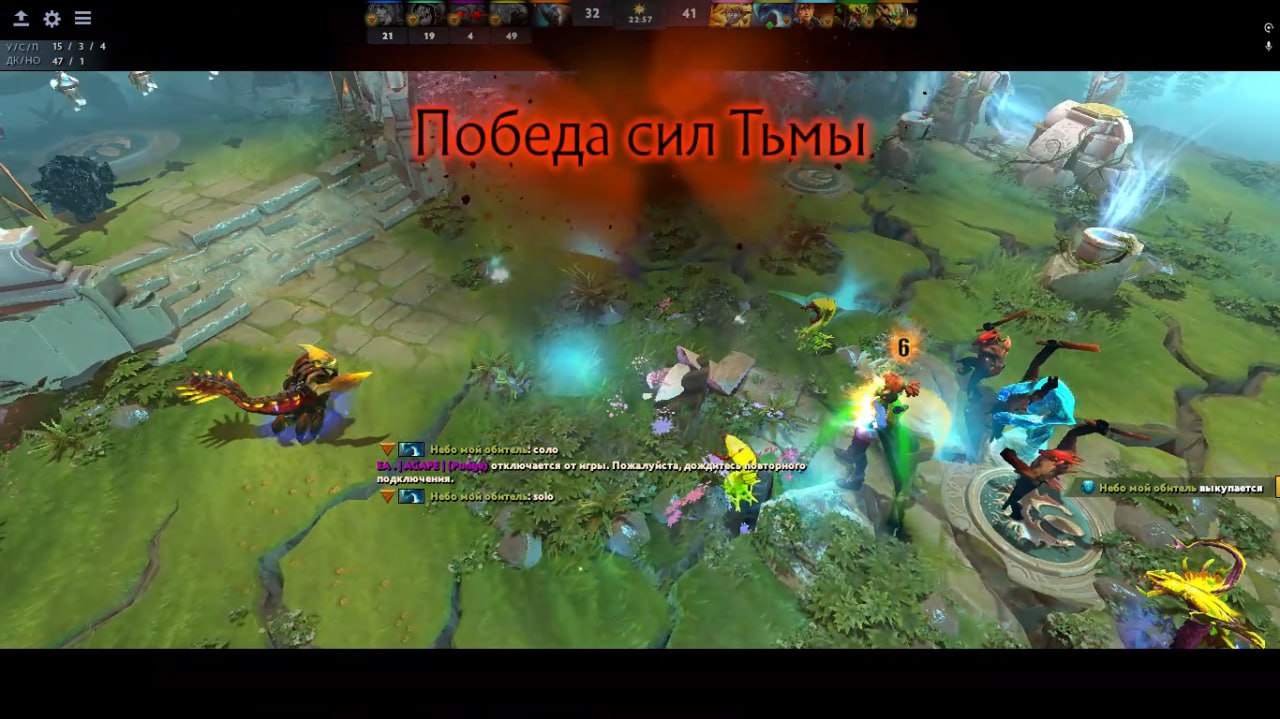 32 22:57 41
21 19 4 49
У/С/П 15 / 3 / 4
ДК/НО 47 / 1
Победа сил Тьмы
6
Небо мой обитель: соло
EA . | AGAPE | (Pudge) отключается от игры. Пожалуйста, дождитесь повторного
подключения.
Небо мой обитель: solo
Небо мой обитель выкупается